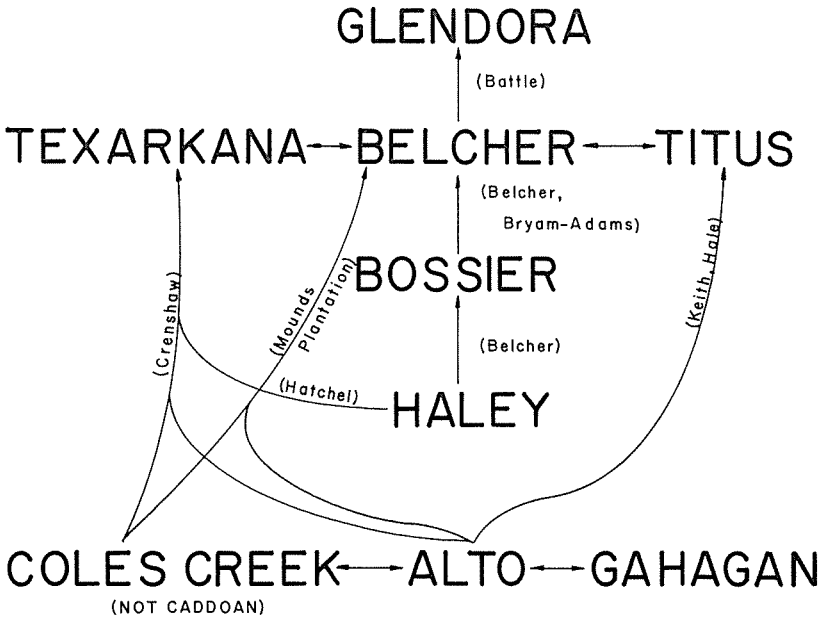 GLENDORA
(Battle)
TEXARKANA
BELCHER
TITUS
(Belcher,
Bryam-Adams)
BOSSIER
(Crenshaw)
(Mounds
Plantation)
(Keith, Hale)
(Belcher)
(Hatchel)
HALEY
COLES CREEK
ALTO
GAHAGAN
(NOT CADDOAN)